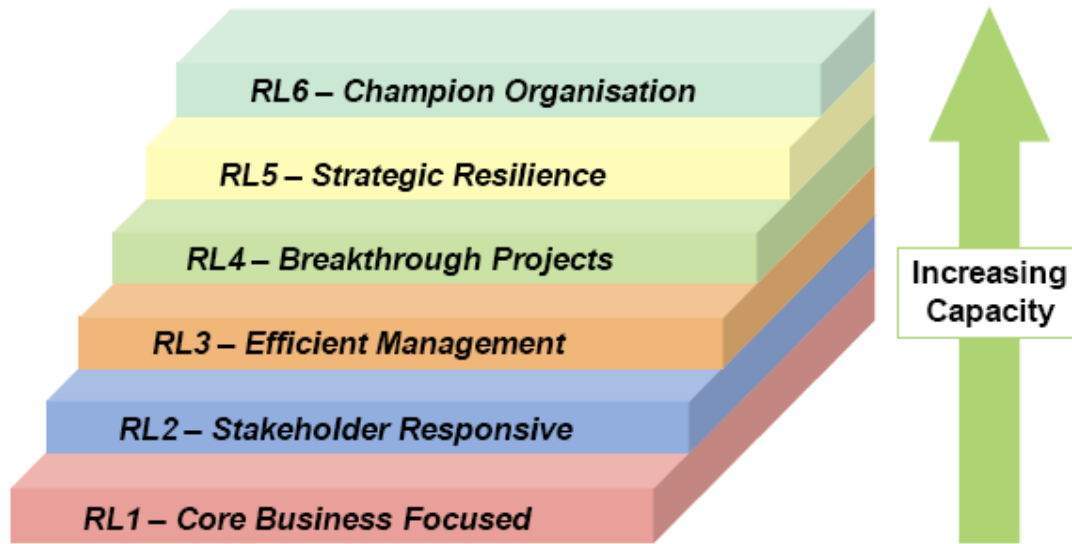 RL6 – Champion Organisation
RL5 – Strategic Resilience
RL4 – Breakthrough Projects
RL3 – Efficient Management
RL2 – Stakeholder Responsive
RL1 – Core Business Focused
Increasing
Capacity